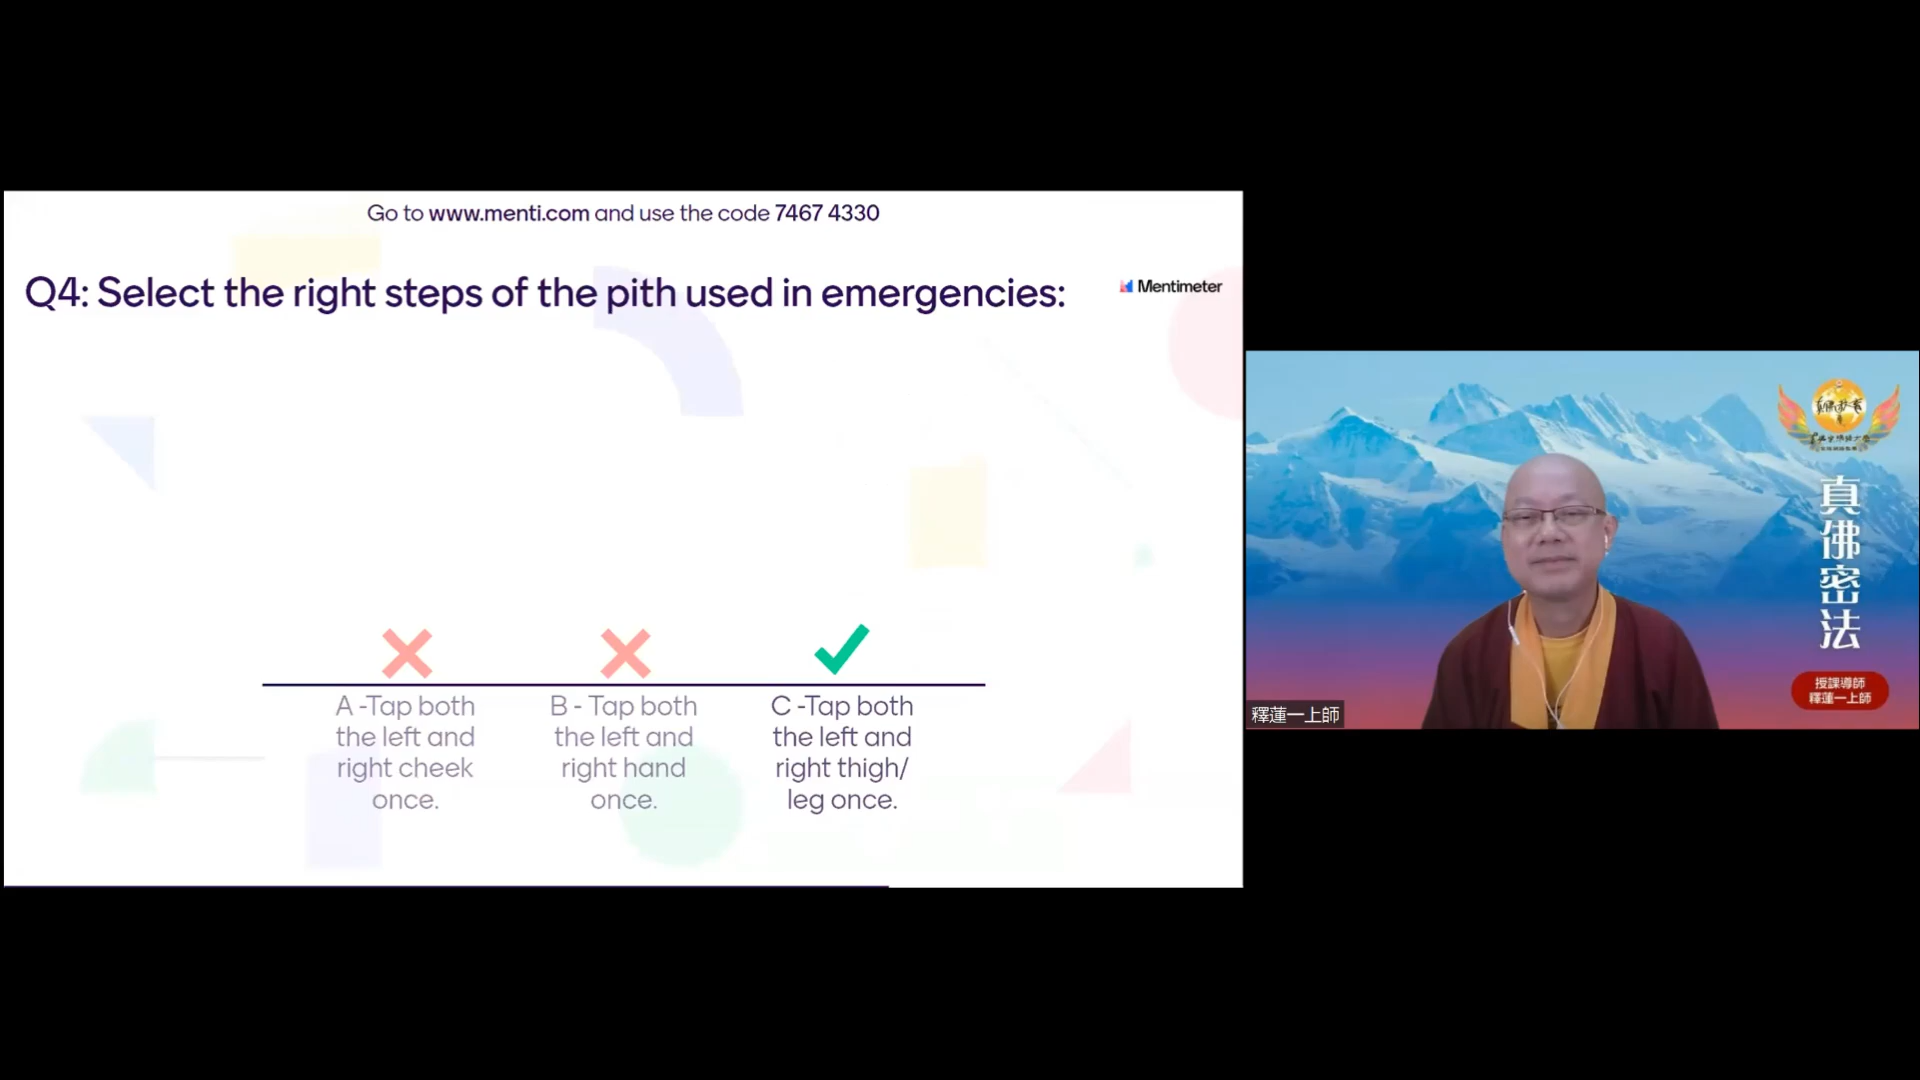 Go to www.menti.com and use the code 7467 4330
Q4: Select the right steps of the pith used in emergencies:
Mentimeter
A -Tap both
the left and
right cheek
once.
B - Tap both
the left and
right hand
once.
C -Tap both
the left and
right thigh/
leg once.
真佛密法
授課導師
釋蓮一上師
釋蓮一上師